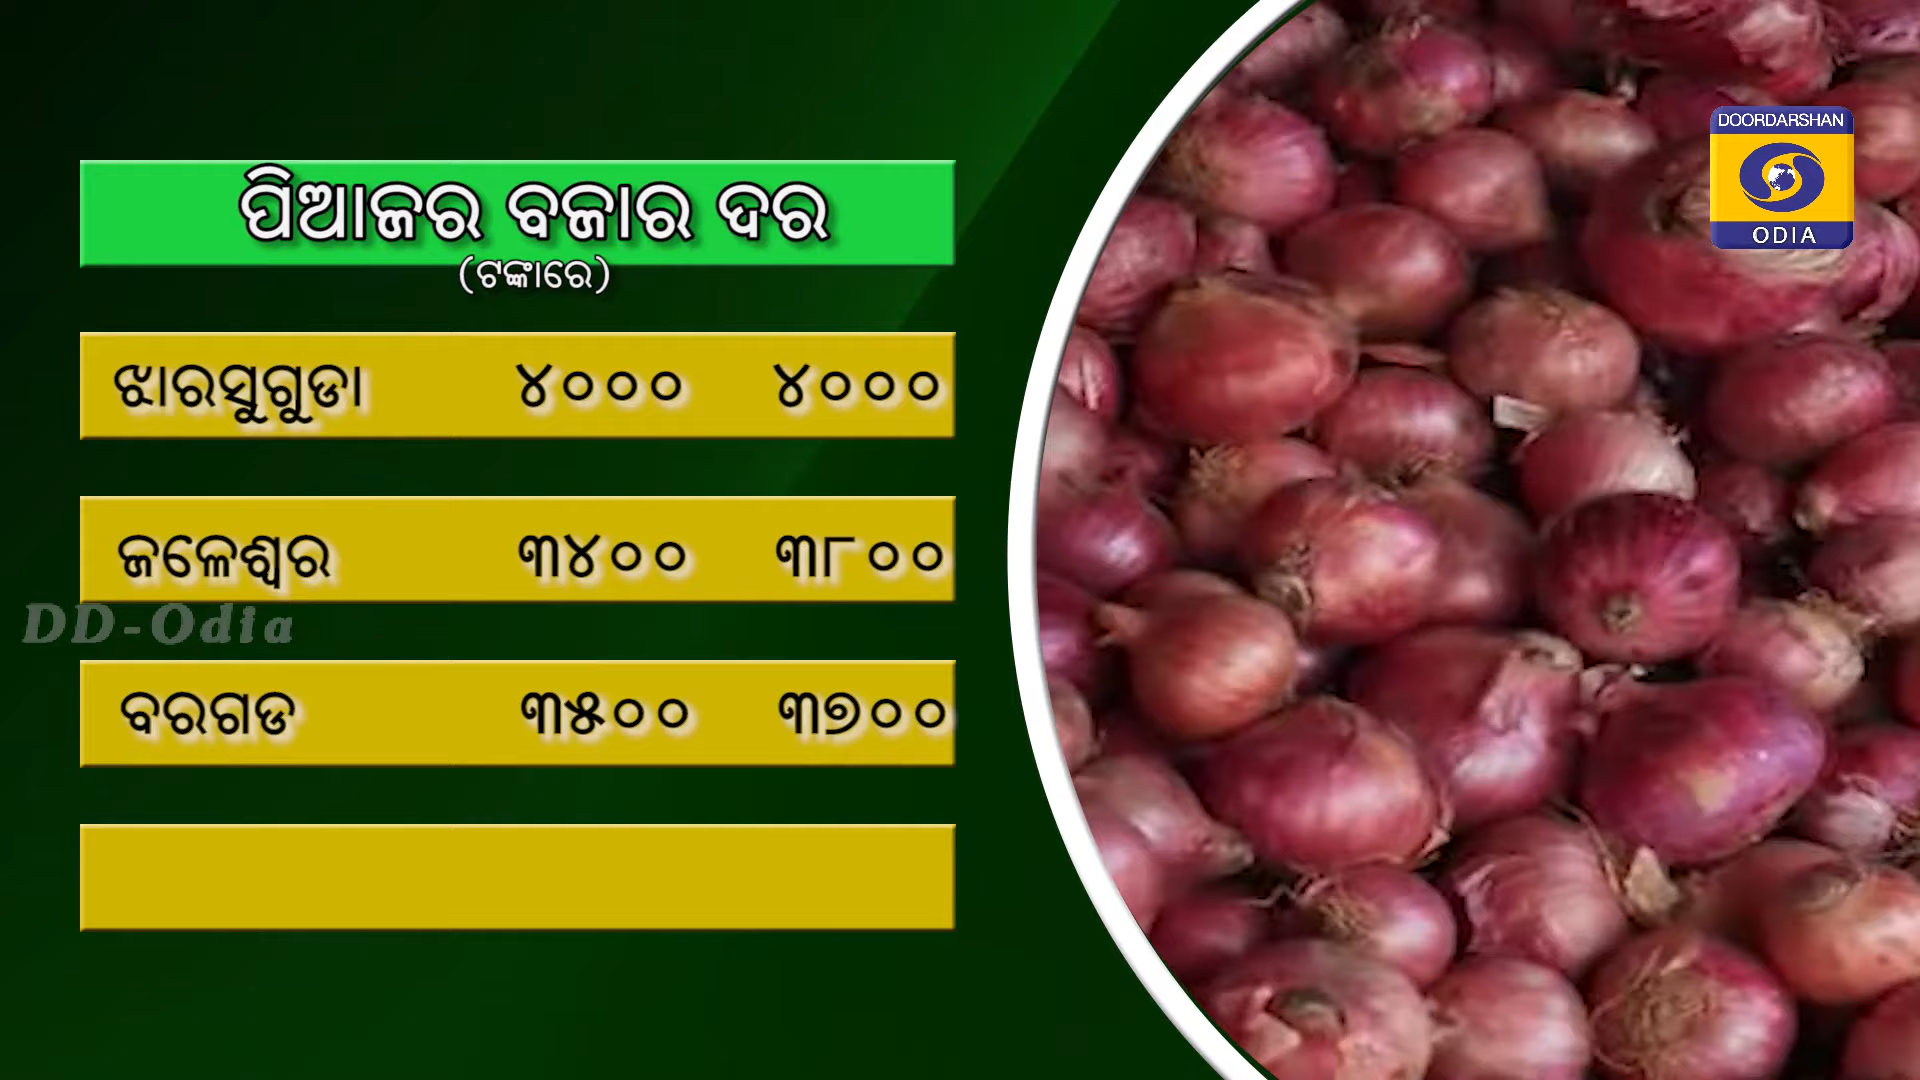 DOORDARSHAN
ODIA
ପିଆଜର ବଜାର ଦର
(ଟଙ୍କାରେ)
ଝାରସୁଗୁଡା ୪୦୦୦ ୪୦୦୦
ଜଳେଶ୍ୱର ୩୪୦୦ ୩୮୦୦
DD-Odia
ବରଗଡ ୩୫୦୦ ୩୭୦୦